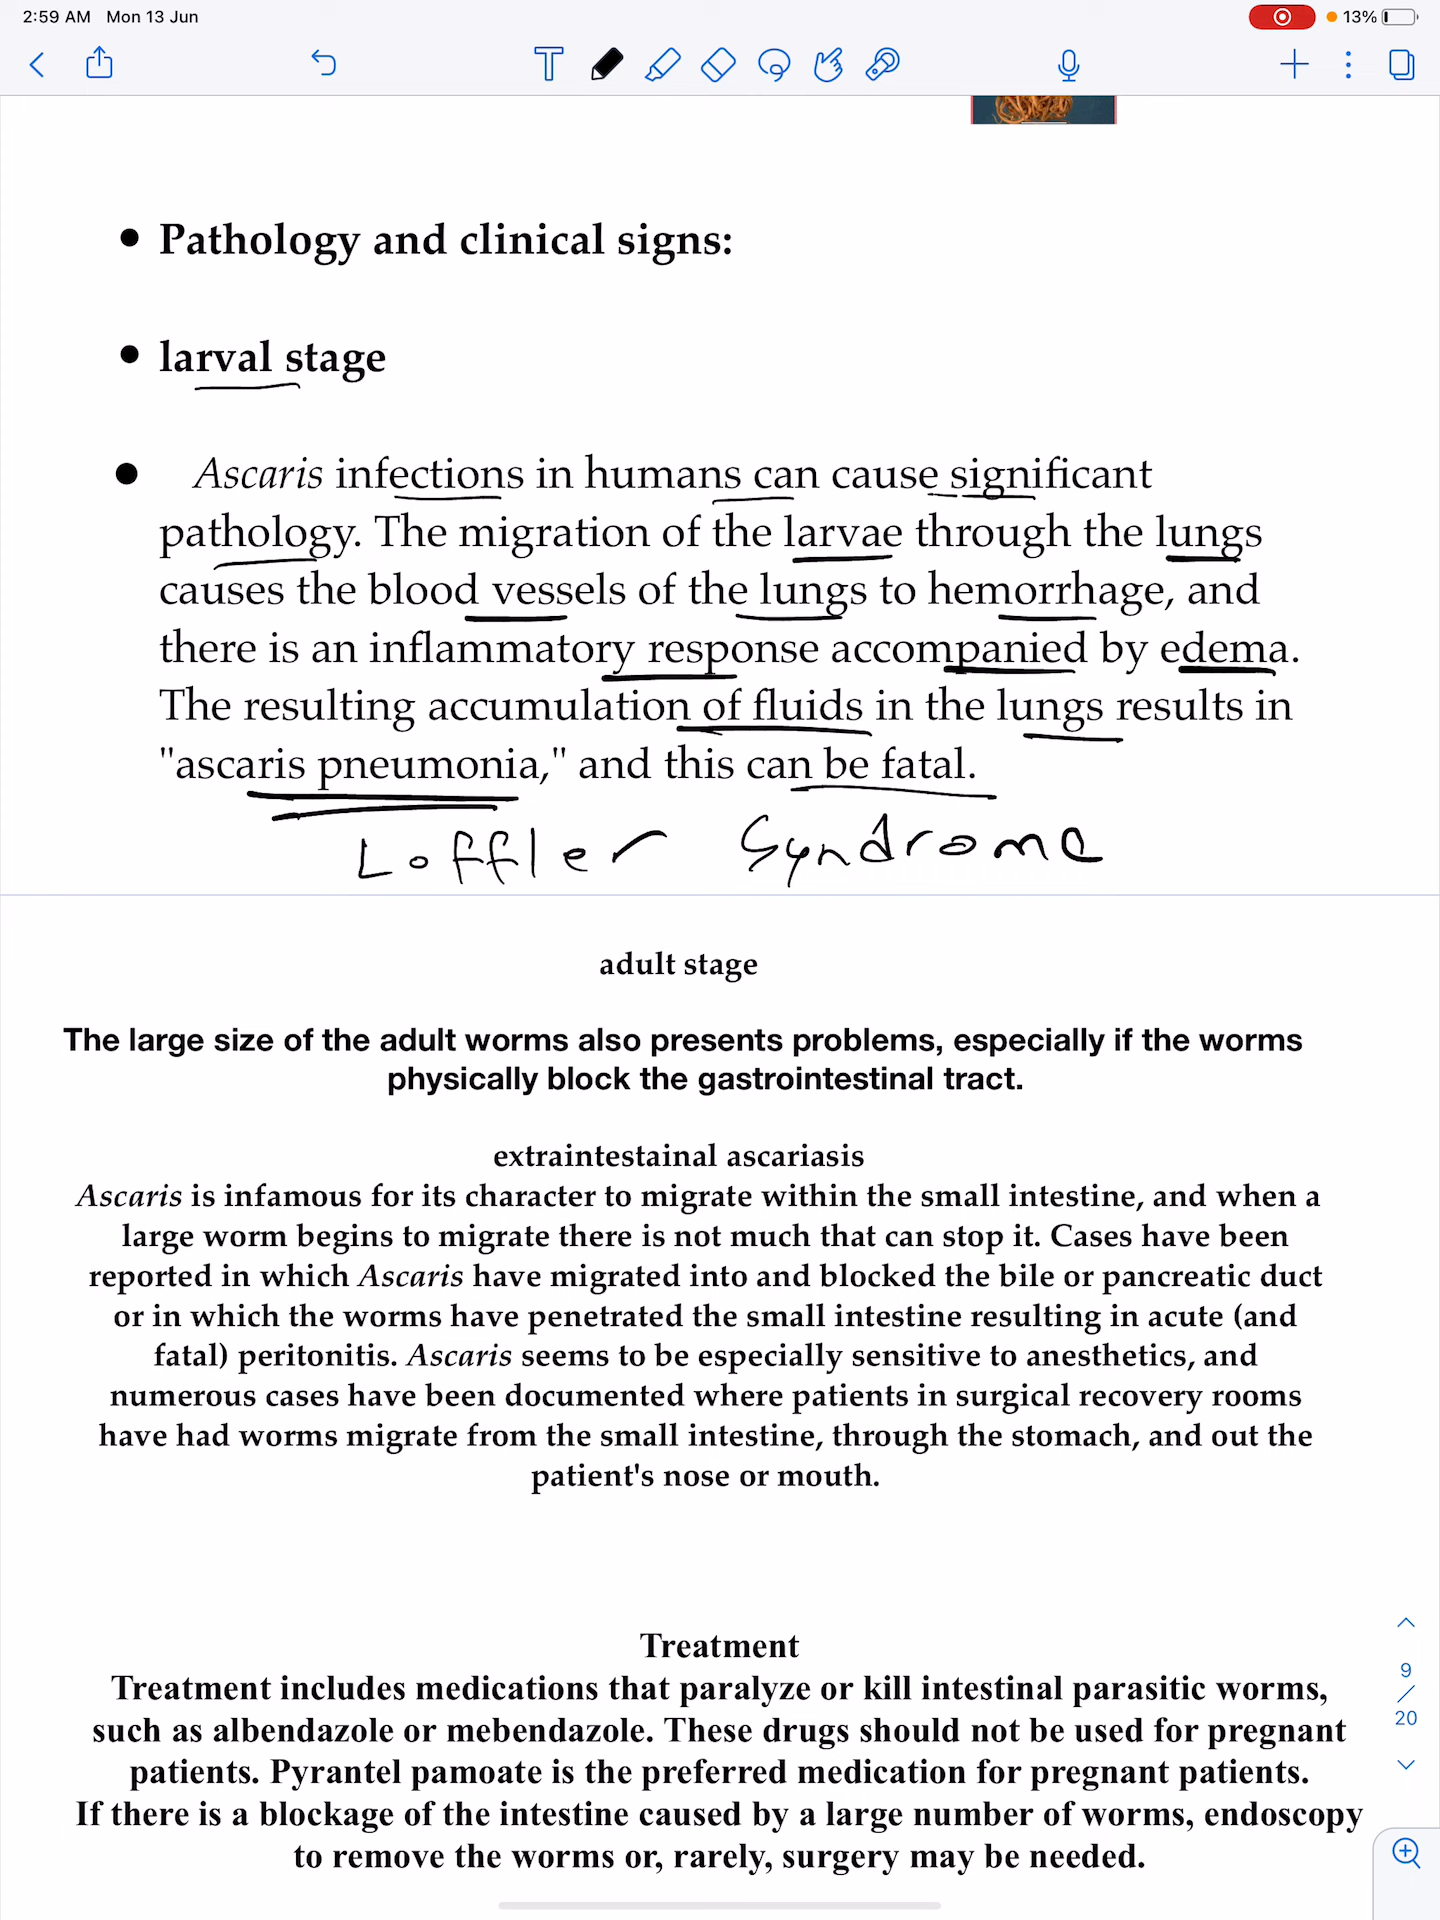 2:59 AM Mon 13 Jun
13%
• Pathology and clinical signs:
• larval stage
• Ascaris infections in humans can cause significant
pathology. The migration of the larvae through the lungs
causes the blood vessels of the lungs to hemorrhage, and
there is an inflammatory response accompanied by edema.
The resulting accumulation of fluids in the lungs results in
"ascaris pneumonia," and this can be fatal.
Loffler Syndrome
adult stage
The large size of the adult worms also presents problems, especially if the worms
physically block the gastrointestinal tract.
extraintestainal ascariasis
Ascaris is infamous for its character to migrate within the small intestine, and when a
large worm begins to migrate there is not much that can stop it. Cases have been
reported in which Ascaris have migrated into and blocked the bile or pancreatic duct
or in which the worms have penetrated the small intestine resulting in acute (and
fatal) peritonitis. Ascaris seems to be especially sensitive to anesthetics, and
numerous cases have been documented where patients in surgical recovery rooms
have had worms migrate from the small intestine, through the stomach, and out the
patient's nose or mouth.
Treatment
Treatment includes medications that paralyze or kill intestinal parasitic worms,
such as albendazole or mebendazole. These drugs should not be used for pregnant
patients. Pyrantel pamoate is the preferred medication for pregnant patients.
If there is a blockage of the intestine caused by a large number of worms, endoscopy
to remove the worms or, rarely, surgery may be needed.
9
/
20